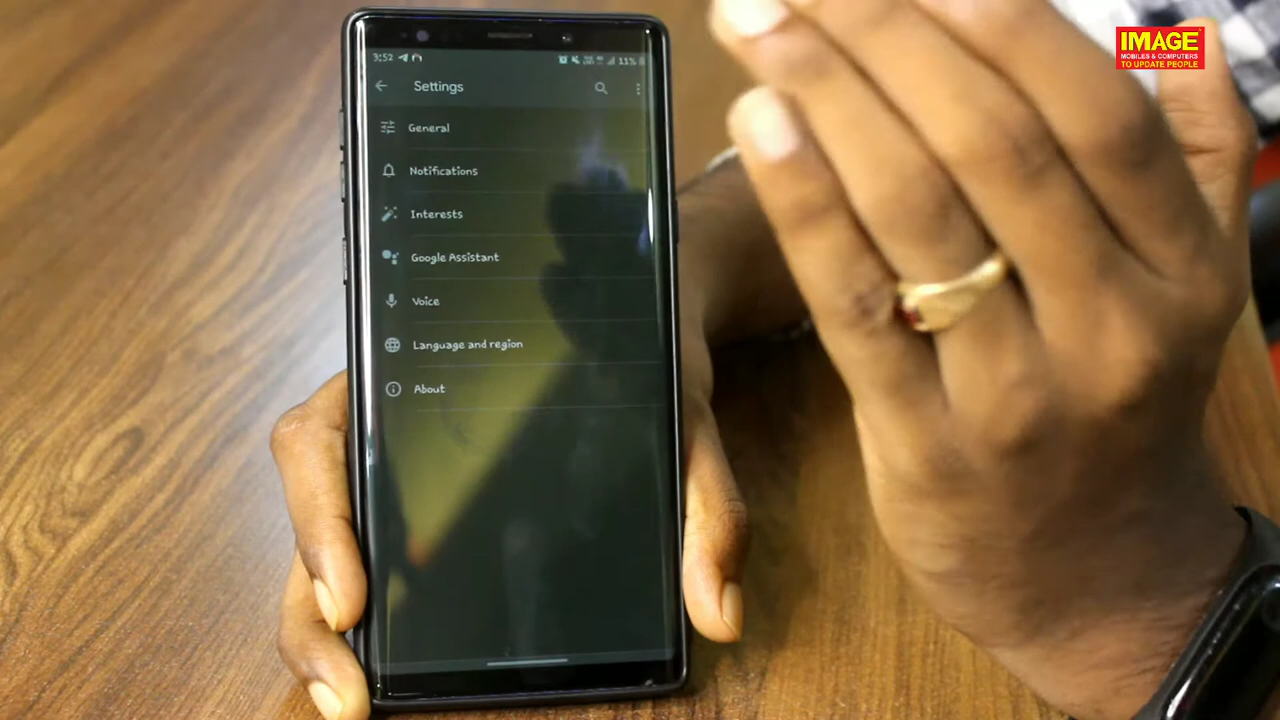 3:52
11%
Settings
General
Notifications
Interests
Google Assistant
Voice
Language and region
About
IMAGE
MOBILES & COMPUTERS
TO UPDATE PEOPLE